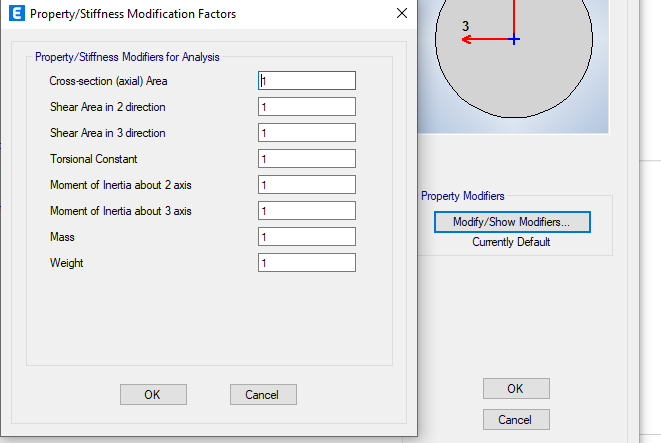 E Property/Stiffness Modification Factors
Property/Stiffness Modifiers for Analysis
Cross-section (axial) Area 1
Shear Area in 2 direction 1
Shear Area in 3 direction 1
Torsional Constant 1
Moment of Inertia about 2 axis 1
Moment of Inertia about 3 axis 1
Mass 1
Weight 1
OK Cancel
3
Property Modifiers
Modify/Show Modifiers...
Currently Default
OK
Cancel